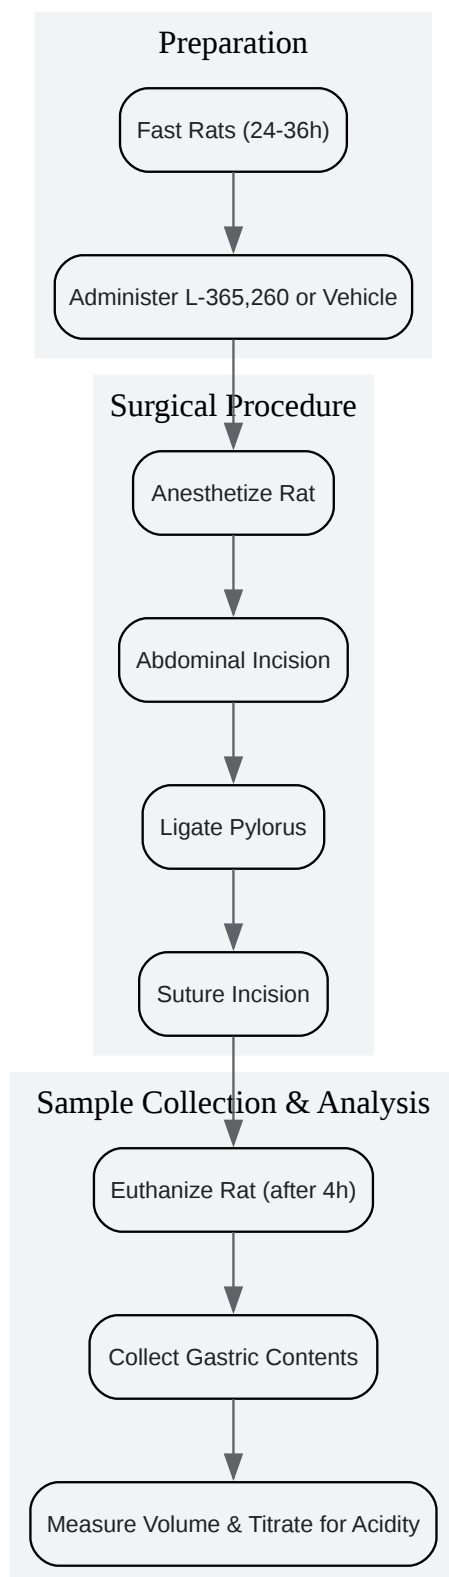 Preparation
Fast Rats (24-36h)
Administer L-365,260 or Vehicle
Surgical Procedure
Anesthetize Rat
Abdominal Incision
Ligate Pylorus
Suture Incision
Sample Collection & Analysis
Euthanize Rat (after 4h)
Collect Gastric Contents
Measure Volume & Titrate for Acidity